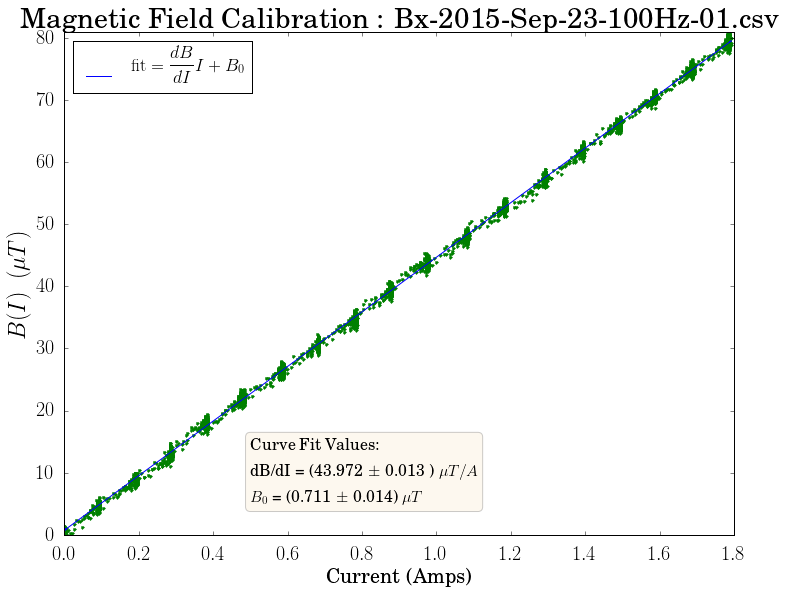 Magnetic Field Calibration : Bx-2015-Sep-23-100Hz-01.csv
fit = dB/dI I + B₀
80
70
60
50
40
30
20
10
0
B(I) (μT)
Curve Fit Values:
dB/dI = (43.972 ± 0.013 ) μT/A
B₀ = (0.711 ± 0.014) μT
0.0 0.2 0.4 0.6 0.8 1.0 1.2 1.4 1.6 1.8
Current (Amps)